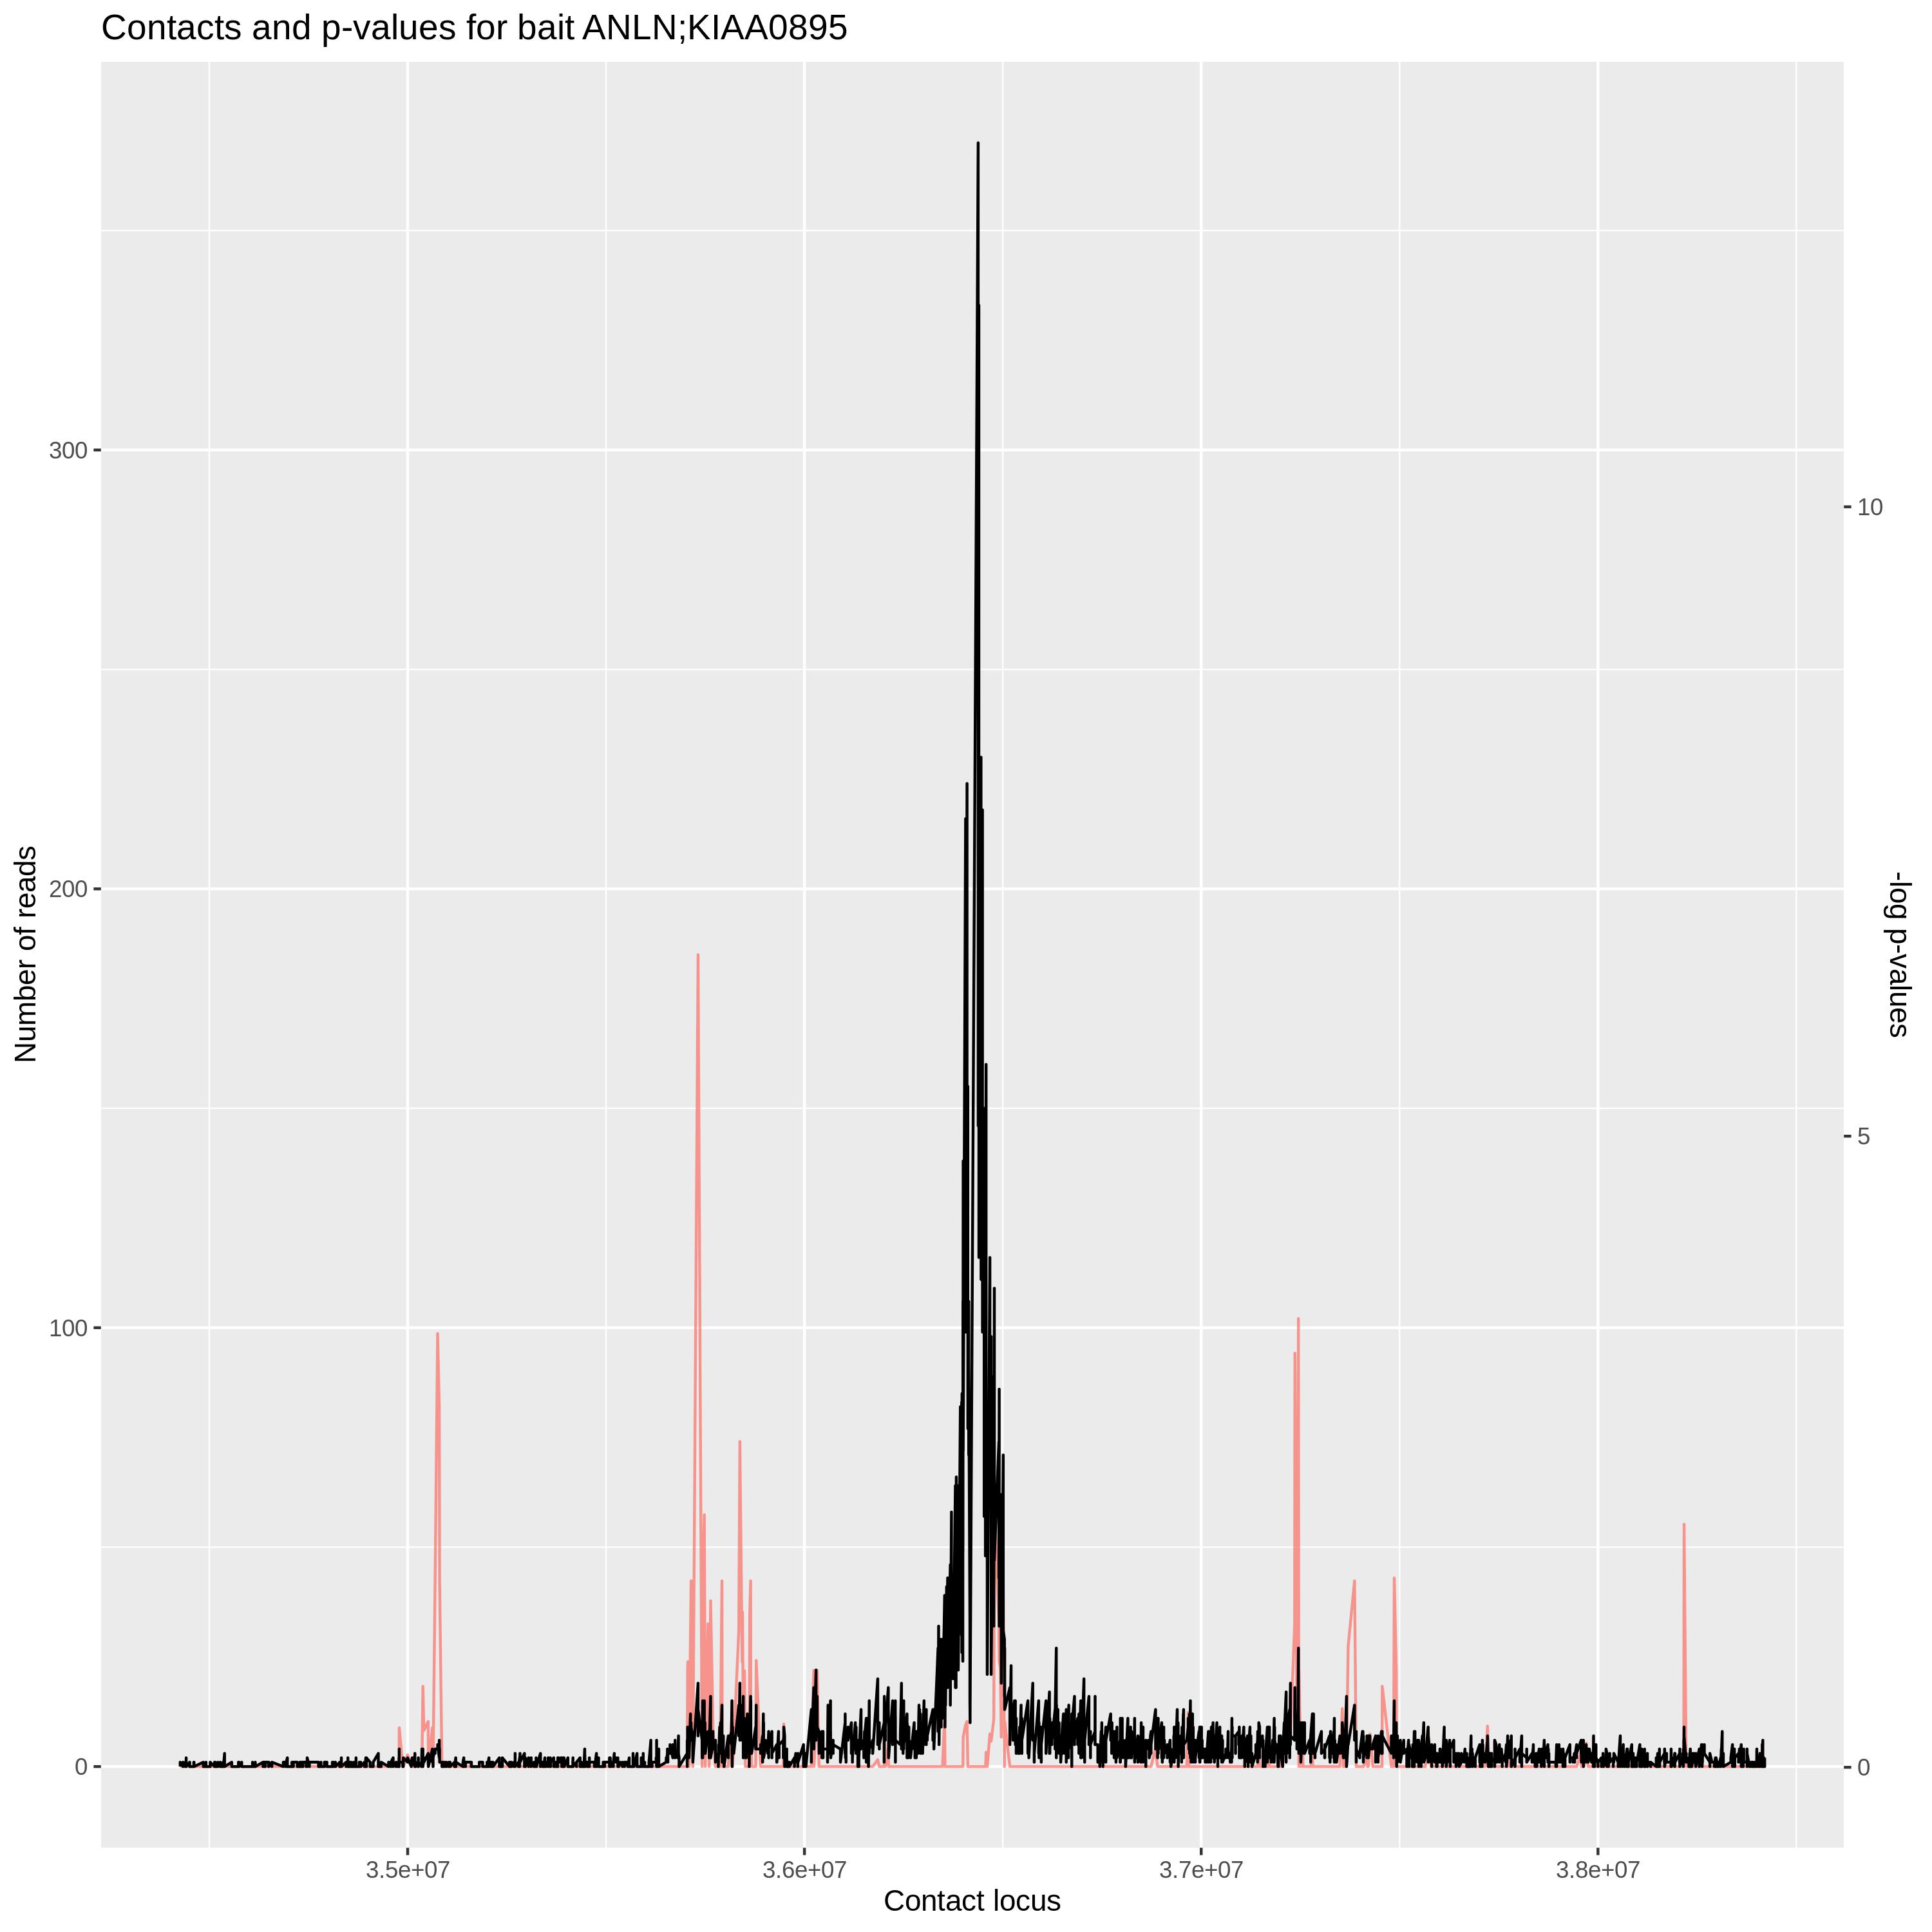 Contacts and p-values for bait ANLN;KIAA0895
Number of reads
300
200
100
0
10
5
0
-log p-values
3.5e+07
3.6e+07
3.7e+07
3.8e+07
Contact locus